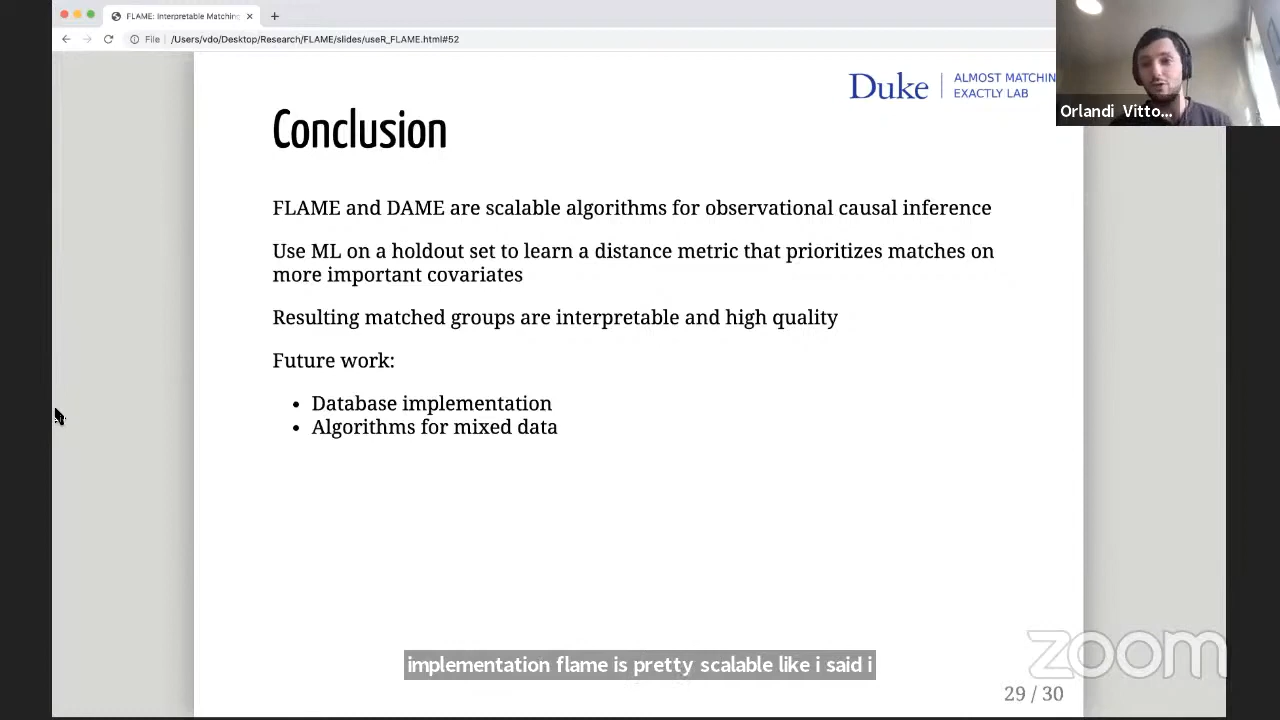 FLAME: Interpretable Matching
File
/Users/vdo/Desktop/Research/FLAME/slides/useR_FLAME.html#52
Duke
ALMOST MATCHIN
EXACTLY LAB
Orlandi Vitto...
Conclusion
FLAME and DAME are scalable algorithms for observational causal inference
Use ML on a holdout set to learn a distance metric that prioritizes matches on
more important covariates
Resulting matched groups are interpretable and high quality
Future work:
• Database implementation
• Algorithms for mixed data
implementation flame is pretty scalable like i said i
zoom
29 / 30